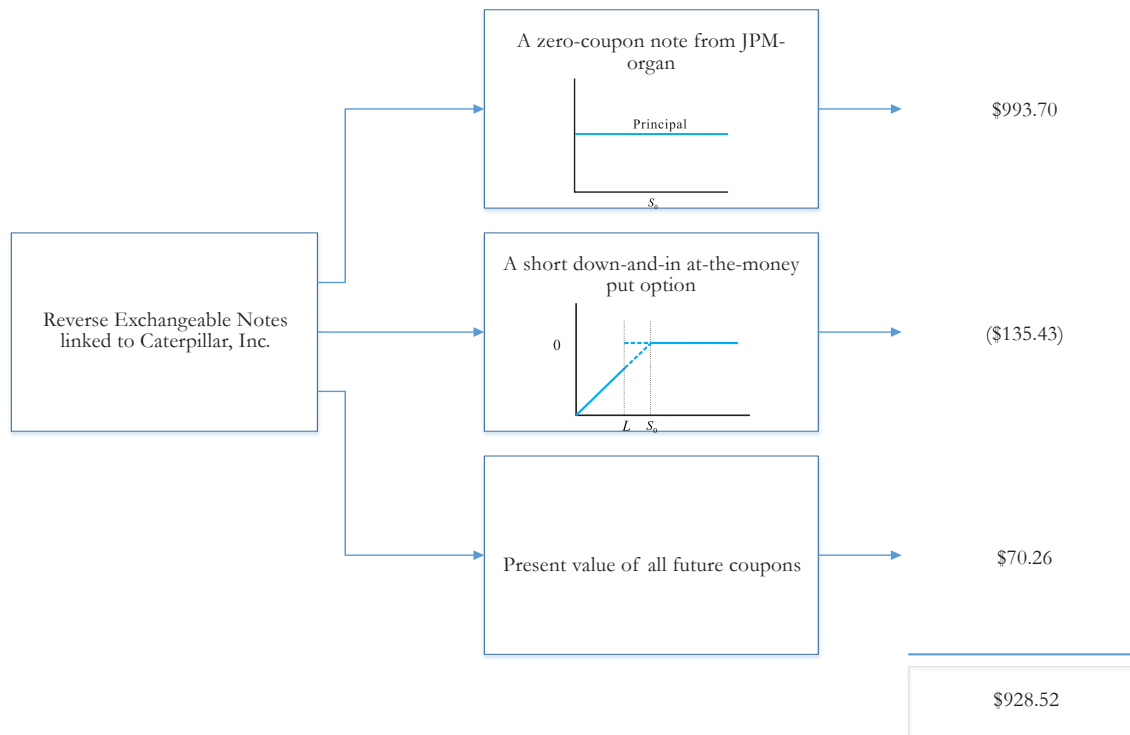 A zero-coupon note from JPM-
organ
Principal
S₀
$993.70
Reverse Exchangeable Notes
linked to Caterpillar, Inc.
A short down-and-in at-the-money
put option
0
L S₀
($135.43)
Present value of all future coupons
$70.26
$928.52